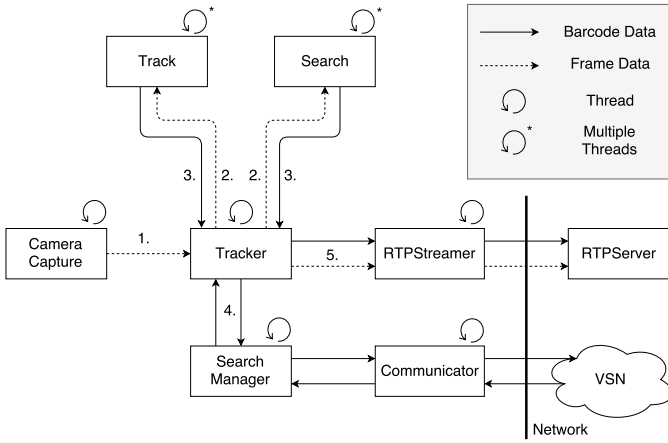 *
*
Track
Search
Barcode Data
Frame Data
Thread
*
Multiple
Threads
3.
2.
2.
3.
Camera
Capture
1.
Tracker
5.
RTPStreamer
RTPServer
4.
Search
Manager
Communicator
VSN
Network